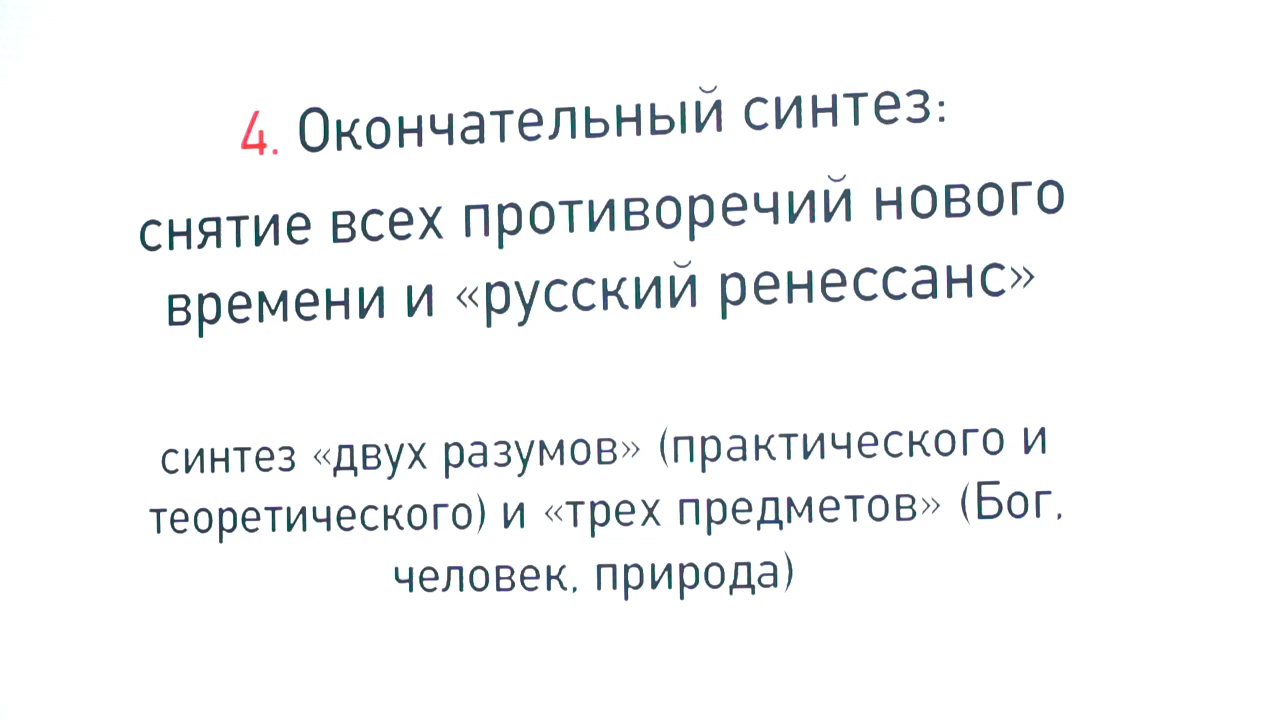 4. Окончательный синтез:
снятие всех противоречий нового
времени и «русский ренессанс»
синтез «двух разумов» (практического и
теоретического) и «трех предметов» (Бог,
человек, природа)